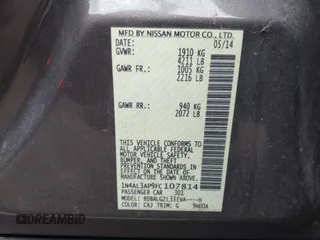 MFD BY NISSAN MOTOR CO., LTD.
DATE: 05/14
GVWR: 1910 KG
4211 LB
GAWR FR: 1005 KG
2216 LB
GAWR RR: 940 KG
2072 LB
THIS VEHICLE CONFORMS TO ALL
APPLICABLE FEDERAL MOTOR VEHICLE SAFETY,
BUMPER, AND THEFT
PREVENTION STANDARDS IN
EFFECT ON THE DATE OF
MANUFACTURE SHOWN ABOVE.
1N4AL3AP9FC107814
PASSENGER CAR 301
MODEL: BDBALGZL33EVA----H
COLOR: CAJ TRIM: G
AUTOBIDMASTER